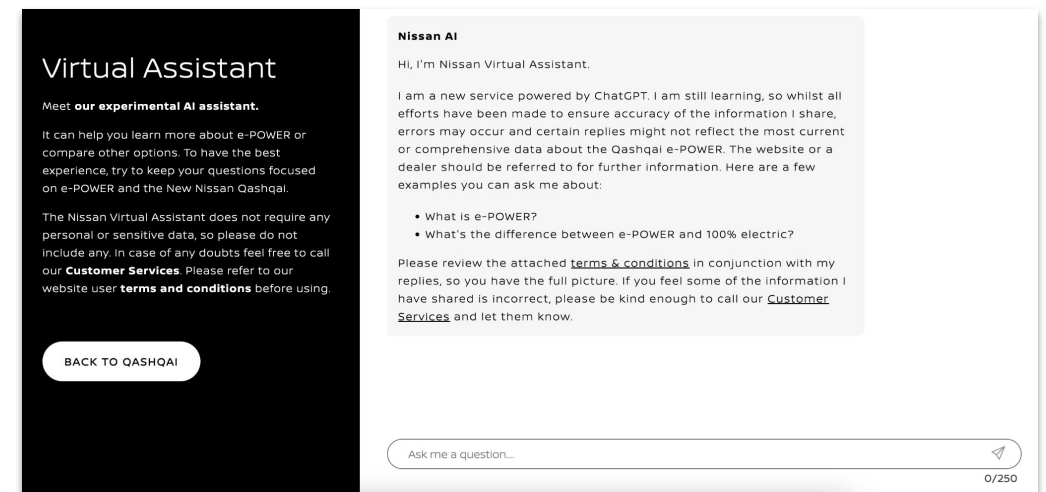 Virtual Assistant
Meet our experimental AI assistant.
It can help you learn more about e-POWER or
compare other options. To have the best
experience, try to keep your questions focused
on e-POWER and the New Nissan Qashqai.
The Nissan Virtual Assistant does not require any
personal or sensitive data, so please do not
include any. In case of any doubts feel free to call
our Customer Services. Please refer to our
website user terms and conditions before using.
BACK TO QASHQAI
Nissan AI
Hi, I'm Nissan Virtual Assistant.
I am a new service powered by ChatGPT. I am still learning, so whilst all
efforts have been made to ensure accuracy of the information I share,
errors may occur and certain replies might not reflect the most current
or comprehensive data about the Qashqai e-POWER. The website or a
dealer should be referred to for further information. Here are a few
examples you can ask me about:
• What is e-POWER?
• What's the difference between e-POWER and 100% electric?
Please review the attached terms & conditions in conjunction with my
replies, so you have the full picture. If you feel some of the information I
have shared is incorrect, please be kind enough to call our Customer
Services and let them know.
Ask me a question...
0/250